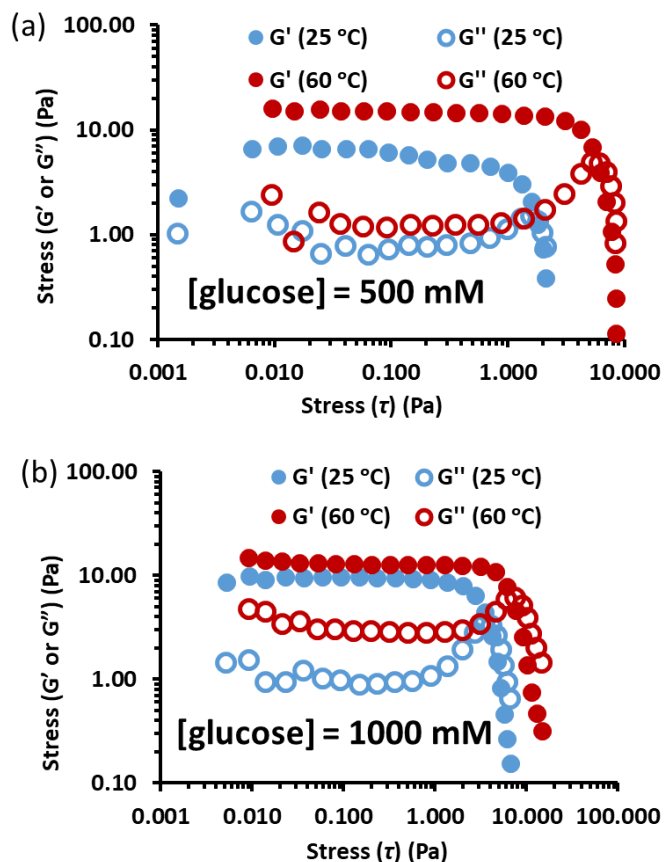 (a)
G' (25 °C) G'' (25 °C)
G' (60 °C) G'' (60 °C)
Stress (G' or G″) (Pa)
100.00
10.00
1.00
0.10
[glucose] = 500 mM
0.001 0.010 0.100 1.000 10.000
Stress (τ) (Pa)
(b)
G' (25 °C) G'' (25 °C)
G' (60 °C) G'' (60 °C)
Stress (G' or G″) (Pa)
100.00
10.00
1.00
0.10
[glucose] = 1000 mM
0.001 0.010 0.100 1.000 10.000 100.000
Stress (τ) (Pa)